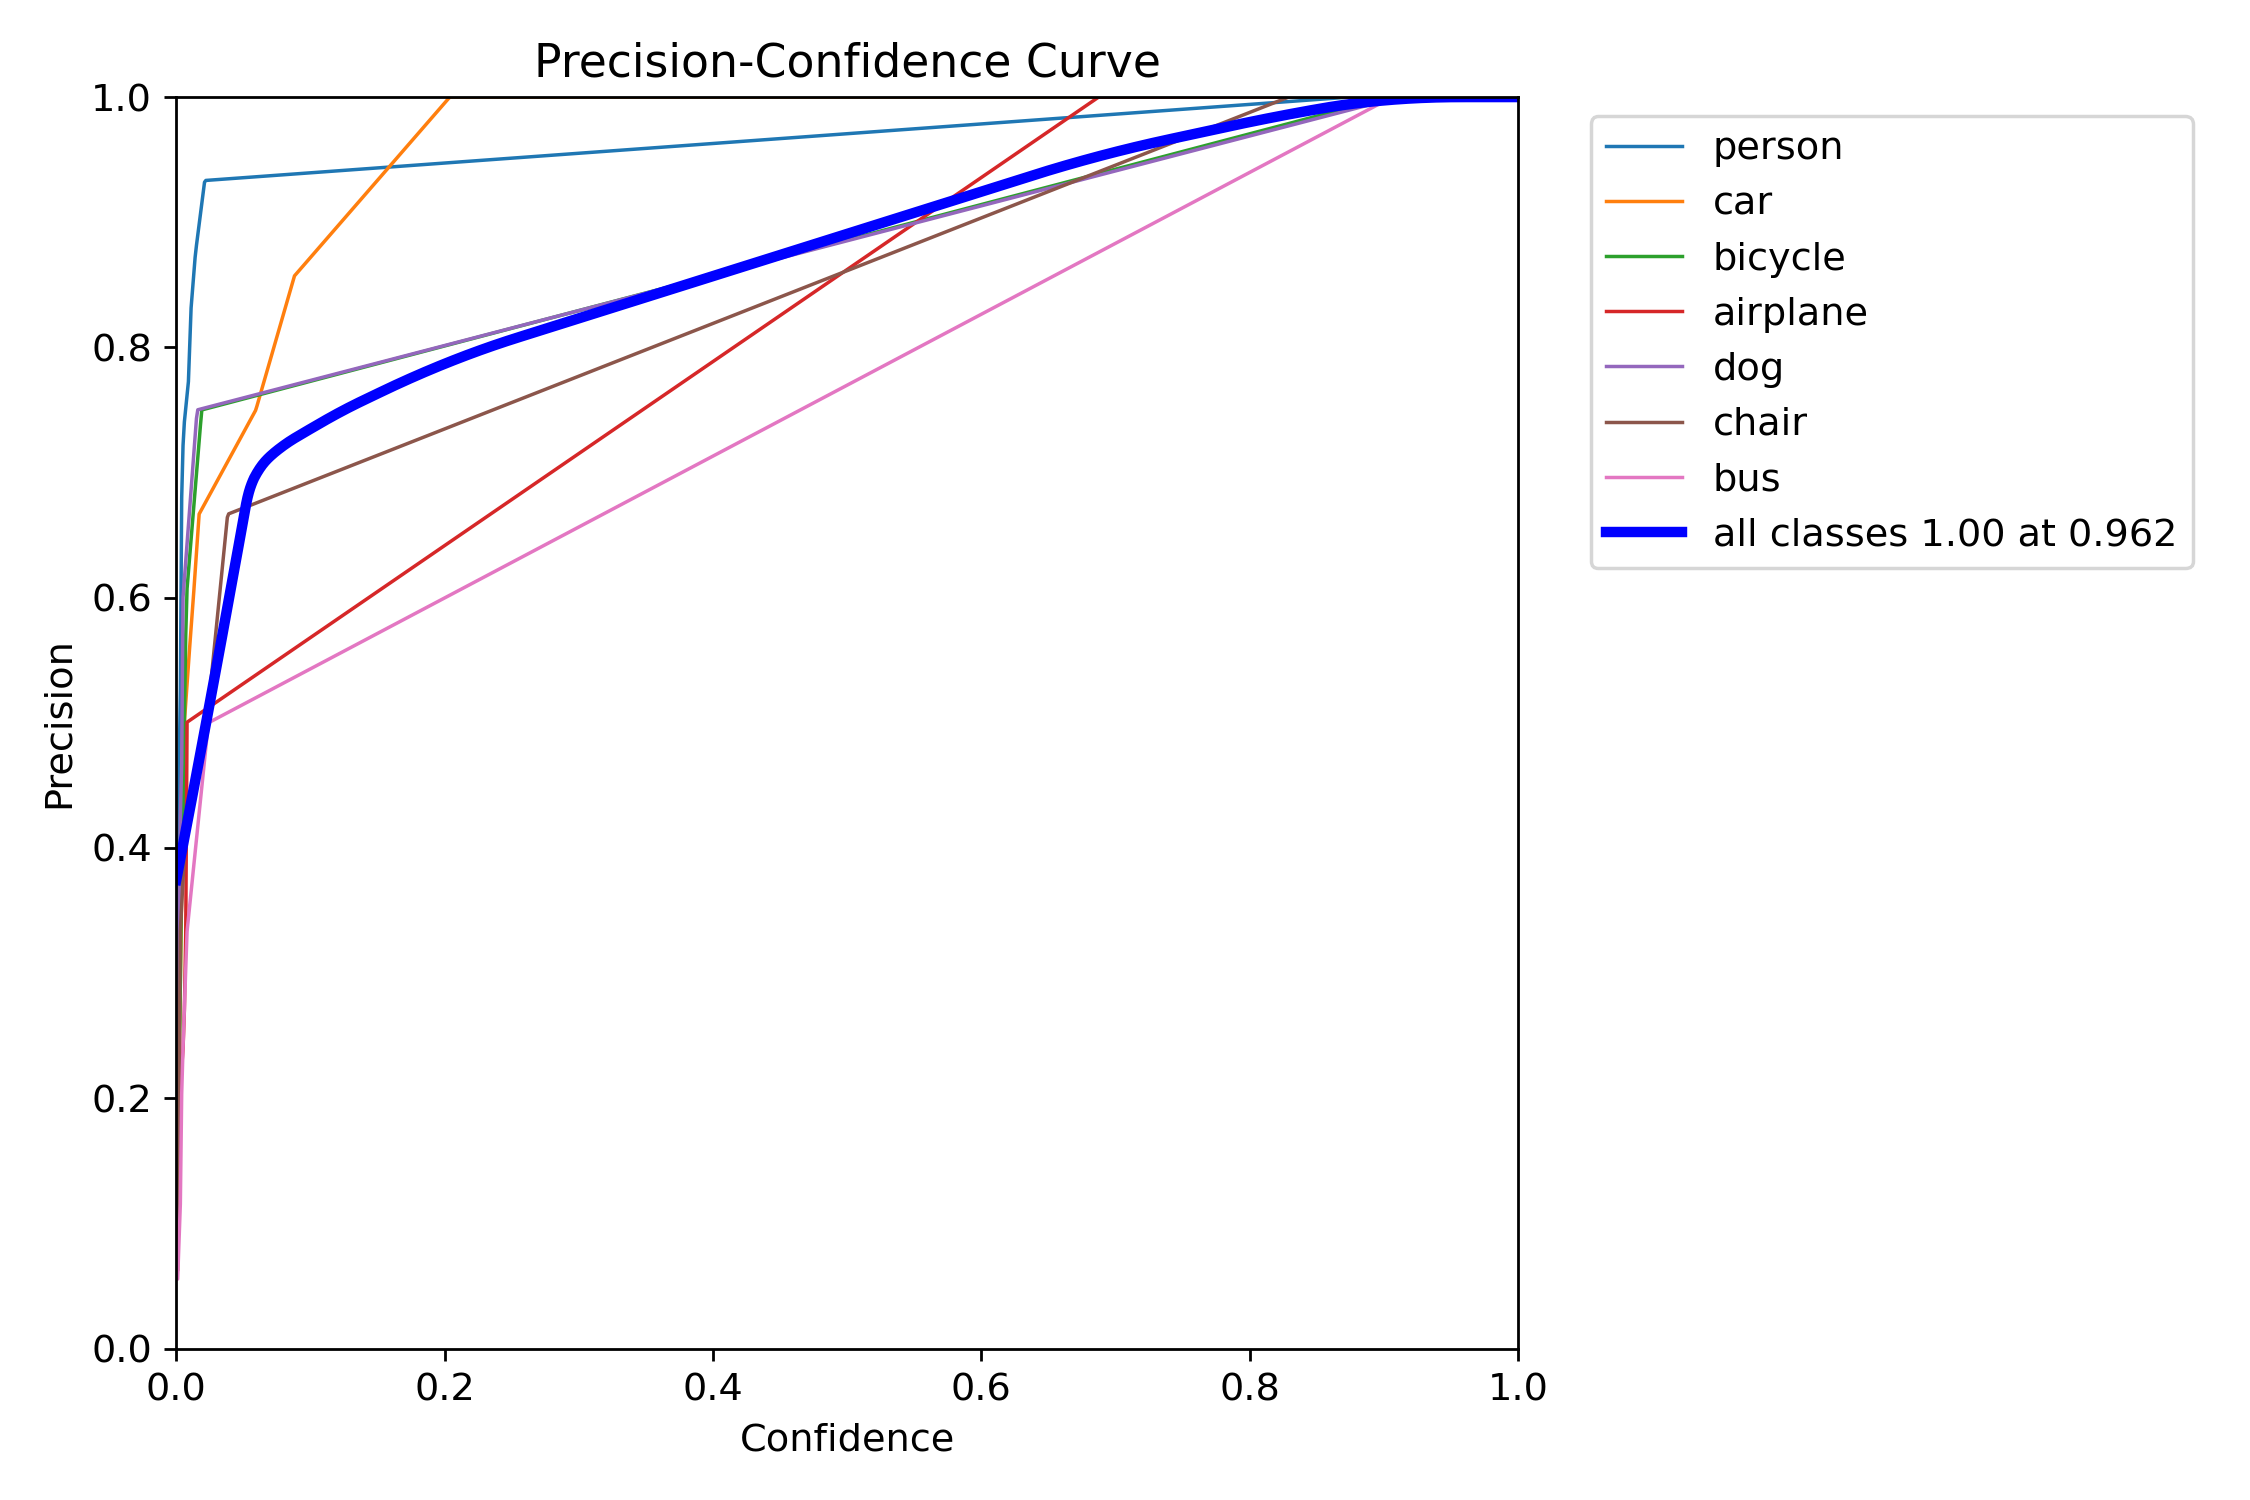 Precision-Confidence Curve
1.0
0.8
0.6
0.4
0.2
0.0
Precision
0.0 0.2 0.4 0.6 0.8 1.0
Confidence
person
car
bicycle
airplane
dog
chair
bus
all classes 1.00 at 0.962